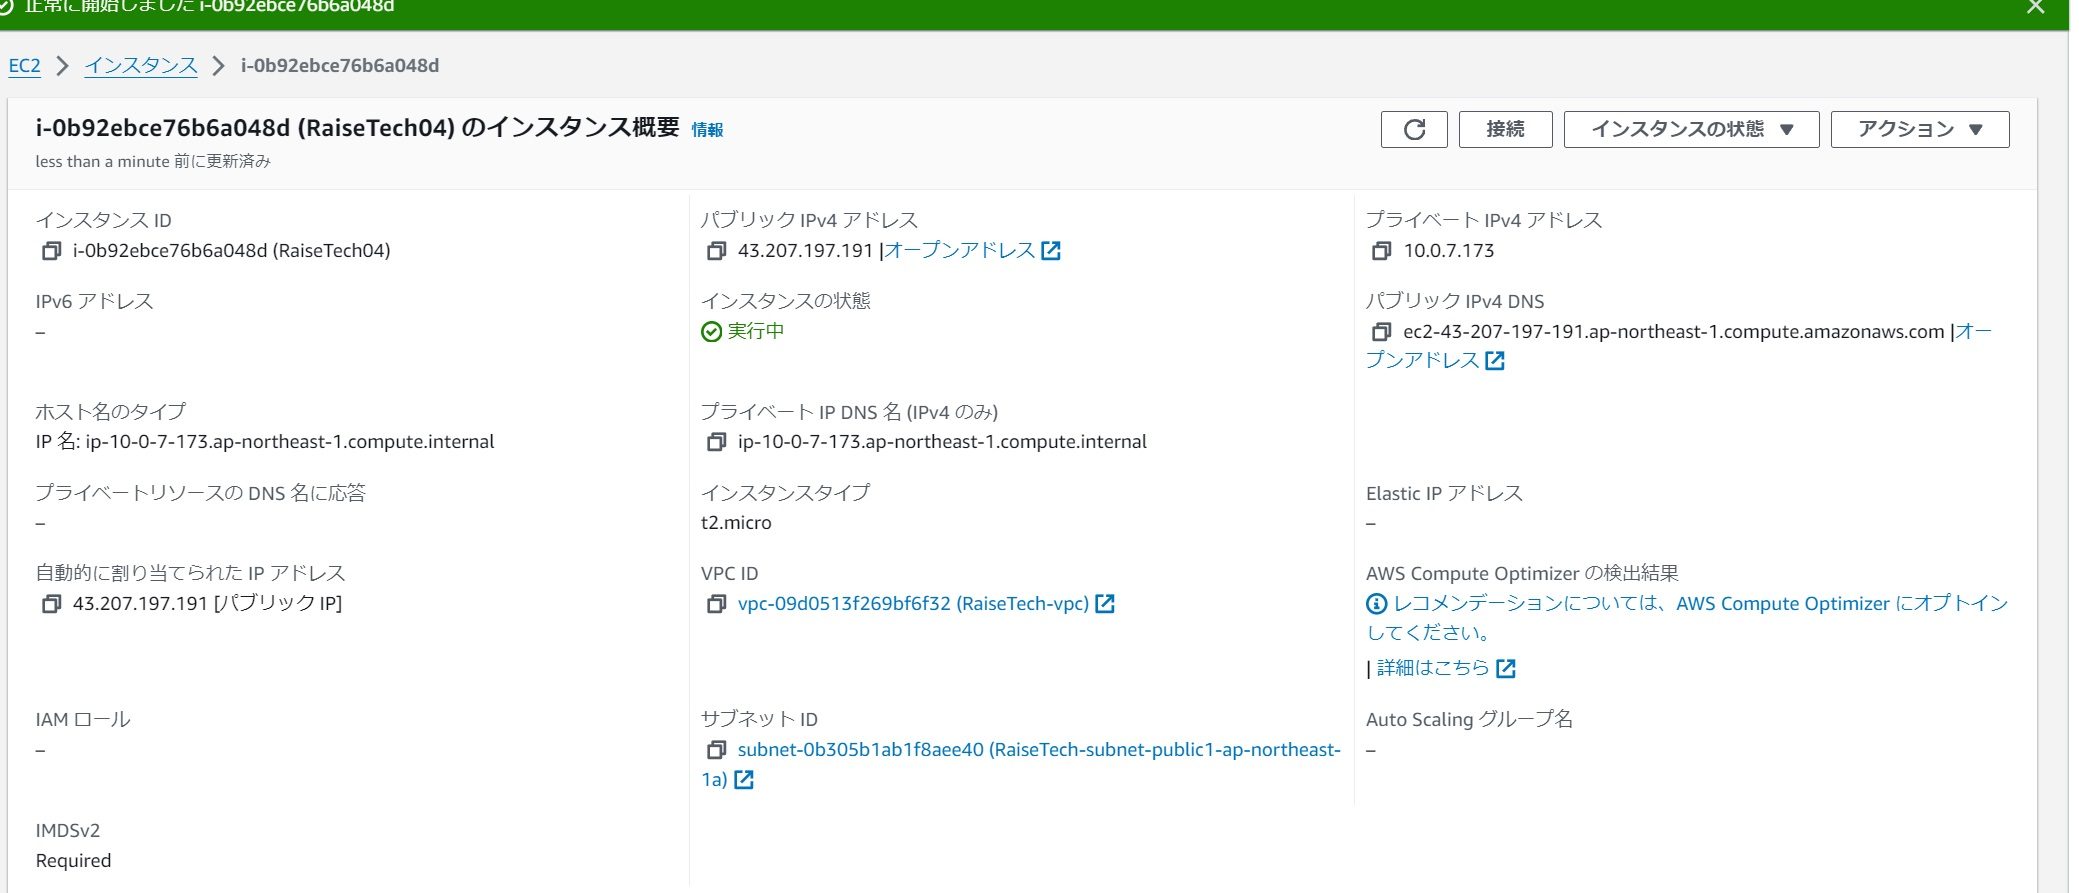 正常に開始しました i-0b92ebce76b6a048d
EC2 > インスタンス > i-0b92ebce76b6a048d
i-0b92ebce76b6a048d (RaiseTech04) のインスタンス概要 情報
接続 インスタンスの状態 ▼ アクション ▼
less than a minute 前に更新済み
インスタンス ID
i-0b92ebce76b6a048d (RaiseTech04)
パブリック IPv4 アドレス
43.207.197.191 |オープンアドレス
プライベート IPv4 アドレス
10.0.7.173
IPv6 アドレス
–
インスタンスの状態
実行中
パブリック IPv4 DNS
ec2-43-207-197-191.ap-northeast-1.compute.amazonaws.com |オー
プンアドレス
ホスト名のタイプ
IP 名: ip-10-0-7-173.ap-northeast-1.compute.internal
プライベート IP DNS 名 (IPv4 のみ)
ip-10-0-7-173.ap-northeast-1.compute.internal
プライベートリソースの DNS 名に応答
–
インスタンスタイプ
t2.micro
Elastic IP アドレス
–
自動的に割り当てられた IP アドレス
43.207.197.191 [パブリック IP]
VPC ID
vpc-09d0513f269bf6f32 (RaiseTech-vpc)
AWS Compute Optimizer の検出結果
レコメンデーションについては、AWS Compute Optimizer にオプトイン
してください。
| 詳細はこちら
IAM ロール
–
サブネット ID
subnet-0b305b1ab1f8aee40 (RaiseTech-subnet-public1-ap-northeast-
1a)
Auto Scaling グループ名
–
IMDSv2
Required